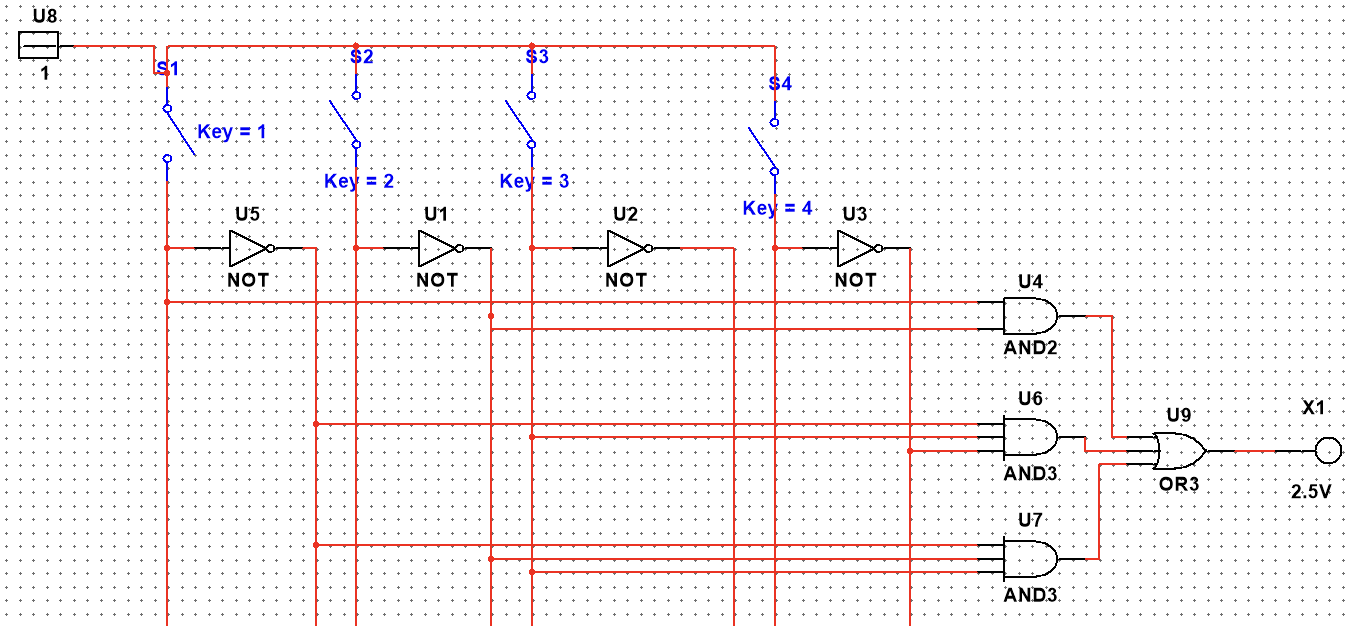 U8
1
S1
S2
S3
S4
Key = 1
Key = 2
Key = 3
Key = 4
U5
U1
U2
U3
NOT
NOT
NOT
NOT
U4
AND2
U6
AND3
U9
OR3
X1
2.5V
U7
AND3